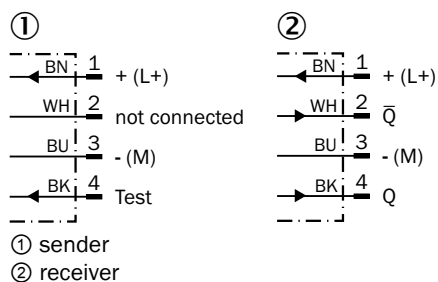 ① ②
BN 1 + (L+)
WH 2 not connected
BU 3 - (M)
BK 4 Test
BN 1 + (L+)
WH 2 Q̅
BU 3 - (M)
BK 4 Q
① sender
② receiver